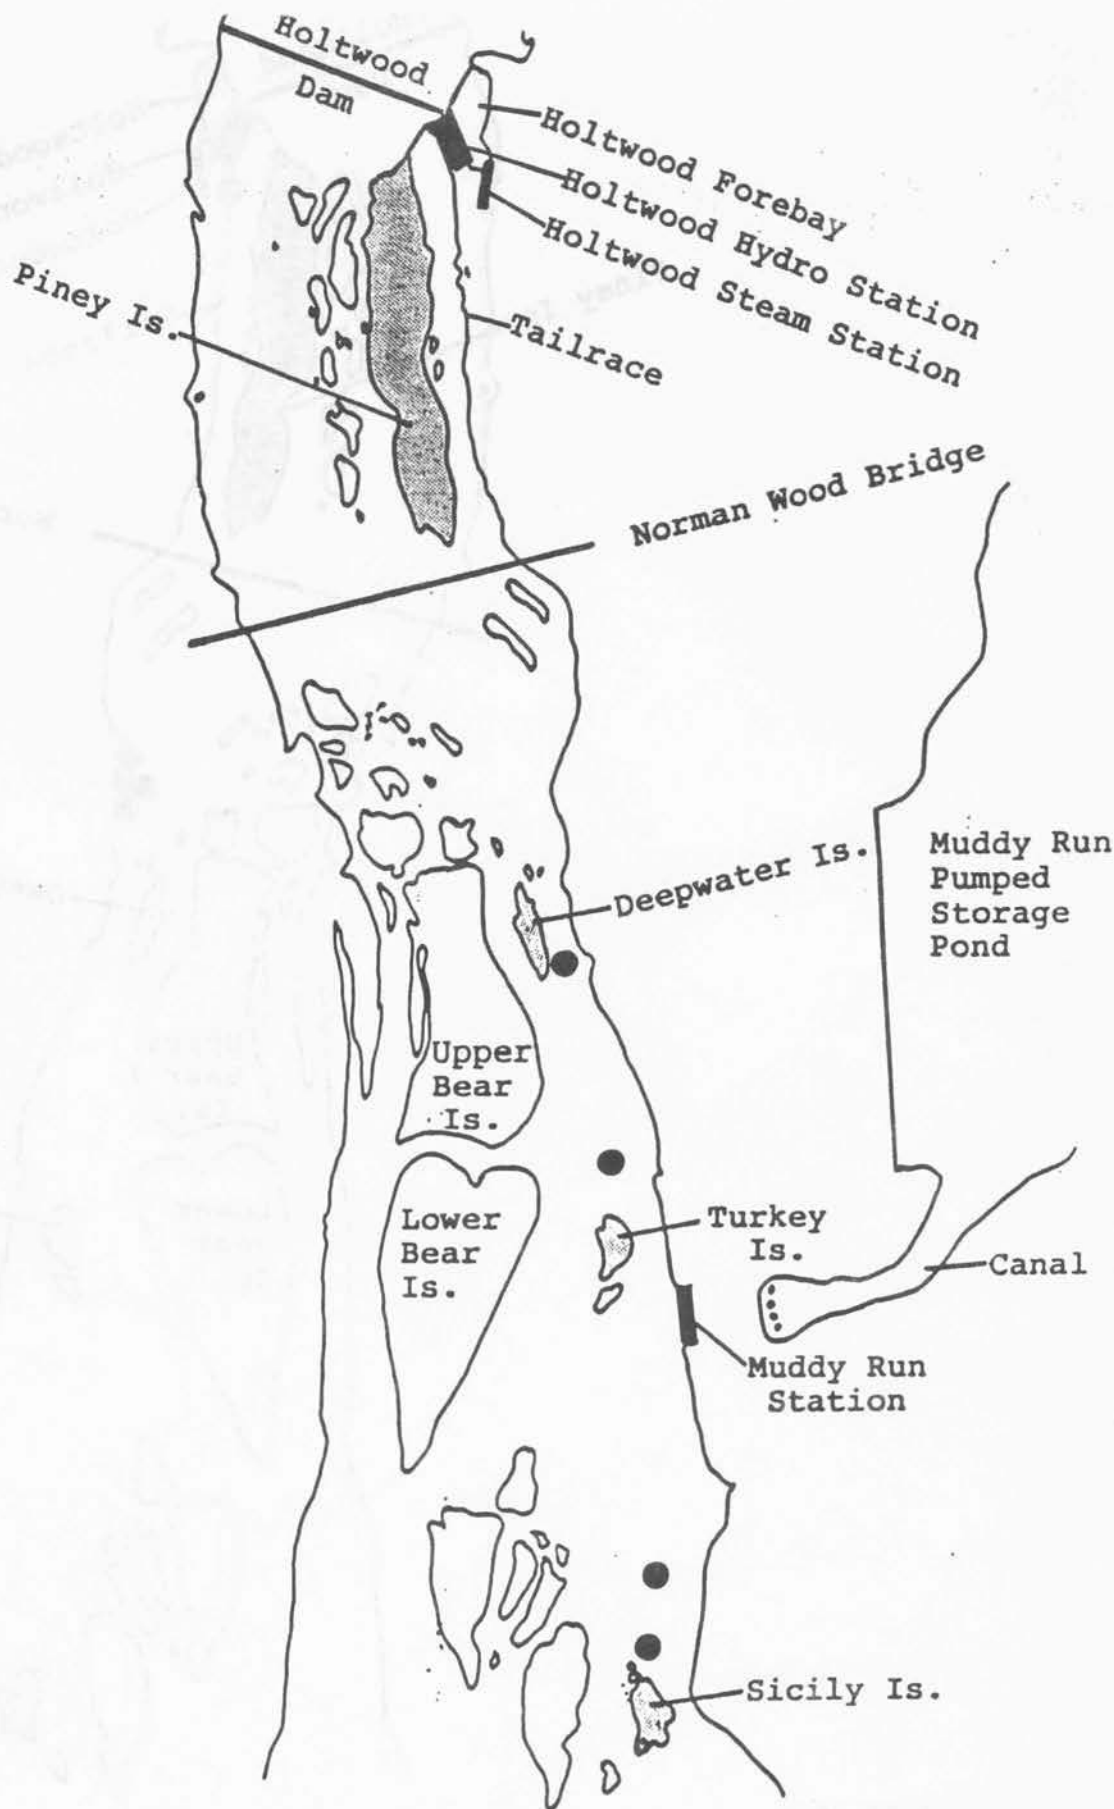 Holtwood
Dam
Holtwood Forebay
Holtwood Hydro Station
Holtwood Steam Station
Piney Is.
Tailrace
Norman Wood Bridge
Deepwater Is.
Muddy Run
Pumped
Storage
Pond
Upper
Bear
Is.
Lower
Bear
Is.
Turkey
Is.
Canal
Muddy Run
Station
Sicily Is.